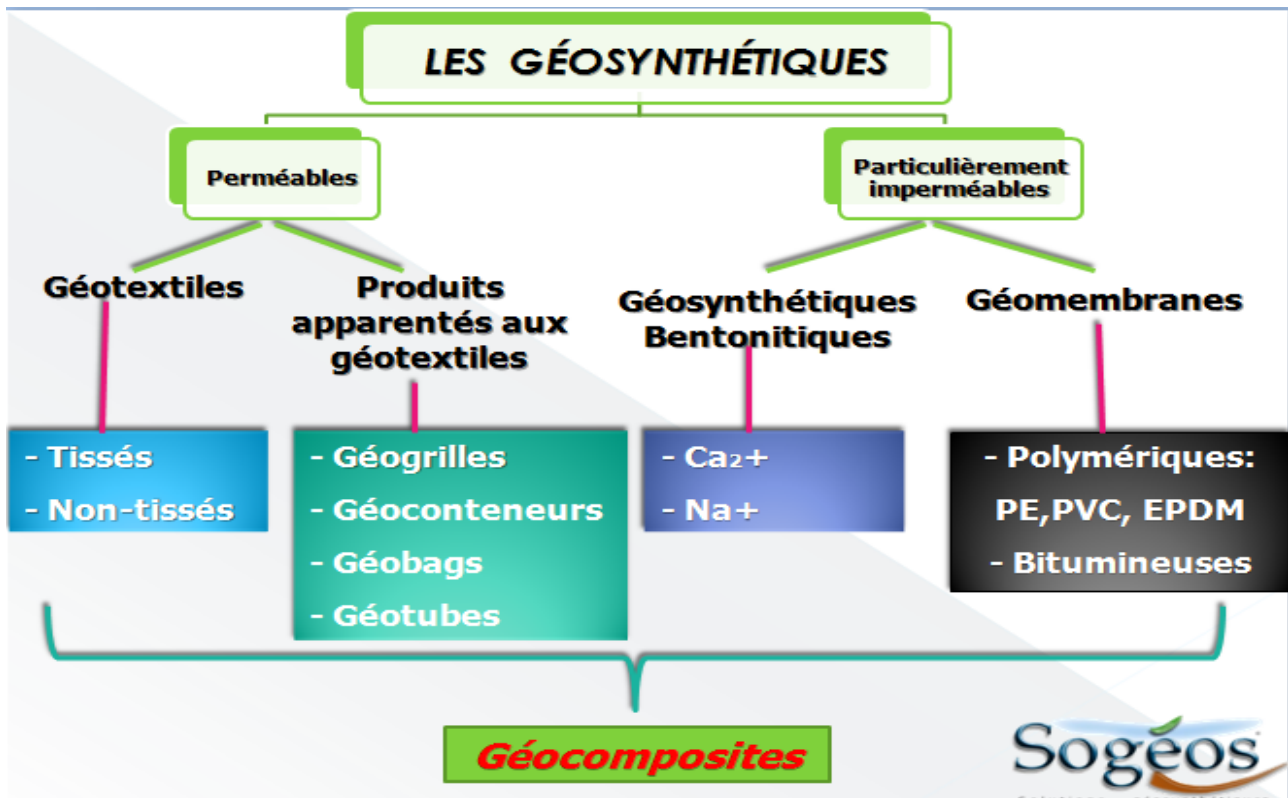 LES GÉOSYNTHÉTIQUES
Perméables
Particulièrement
imperméables
Géotextiles
Produits
apparentés aux
géotextiles
Géosynthétiques
Bentonitiques
Géomembranes
- Tissés
- Non-tissés
- Géogrilles
- Géoconteneurs
- Géobags
- Géotubes
- Ca₂+
- Na+
- Polymériques:
PE,PVC, EPDM
- Bitumineuses
Géocomposites
Sogéos